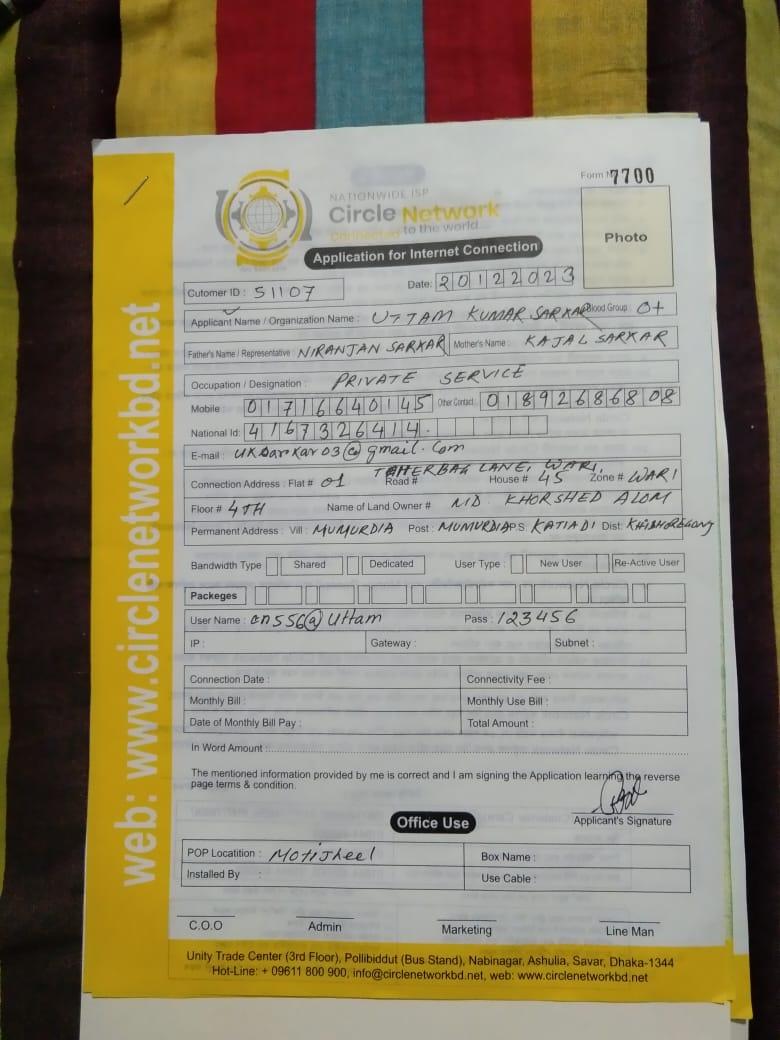 Form N 7700
NATIONWIDE ISP
Circle Network
Connected to the world
Photo
Application for Internet Connection
Cutomer ID : 51107
Date: 20122023
Applicant Name / Organization Name : UTTAM KUMAR SARKAR Blood Group : O+
Father's Name / Representative : NIRANJAN SARKAR Mother's Name : KAJAL SARKAR
Occupation / Designation : PRIVATE SERVICE
Mobile : 01716640145 Other Contact : 01892686808
National Id: 4167326414
E-mail : uksarkar03@gmail.com
TAHERBAG LANE, WARI,
Connection Address : Flat # 01 Road # House # 45 Zone # WARI
Floor # 4TH Name of Land Owner # MD KHORSHED ALOM
Permanent Address : Vill : MUMURDIA Post : MUMURDIA P.S KATIADI Dist: KHISHOREGONJ
Bandwidth Type Shared Dedicated User Type : New User Re-Active User
Packeges
User Name : cn556@Uttam Pass : 123456
IP : Gateway : Subnet :
Connection Date : Connectivity Fee :
Monthly Bill : Monthly Use Bill :
Date of Monthly Bill Pay : Total Amount :
In Word Amount :
The mentioned information provided by me is correct and I am signing the Application learning the reverse
page terms & condition.
Applicant's Signature
Office Use
POP Locatition : Motijheel Box Name :
Installed By : Use Cable :
C.O.O Admin Marketing Line Man
Unity Trade Center (3rd Floor), Pollibiddut (Bus Stand), Nabinagar, Ashulia, Savar, Dhaka-1344
Hot-Line: + 09611 800 900, info@circlenetworkbd.net, web: www.circlenetworkbd.net
web: www.circlenetworkbd.net